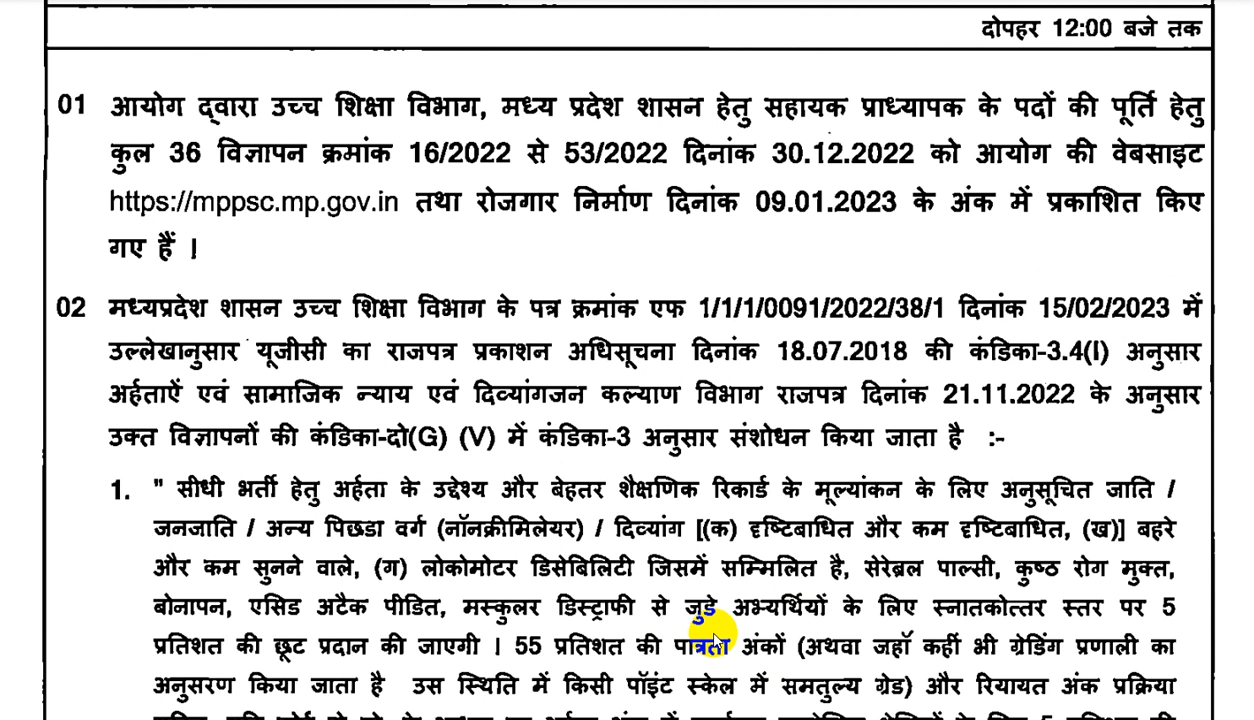 दोपहर 12:00 बजे तक
01 आयोग द्वारा उच्च शिक्षा विभाग, मध्य प्रदेश शासन हेतु सहायक प्राध्यापक के पदों की पूर्ति हेतु
कुल 36 विज्ञापन क्रमांक 16/2022 से 53/2022 दिनांक 30.12.2022 को आयोग की वेबसाइट
https://mppsc.mp.gov.in तथा रोजगार निर्माण दिनांक 09.01.2023 के अंक में प्रकाशित किए
गए हैं ।
02 मध्यप्रदेश शासन उच्च शिक्षा विभाग के पत्र क्रमांक एफ 1/1/1/0091/2022/38/1 दिनांक 15/02/2023 में
उल्लेखानुसार यूजीसी का राजपत्र प्रकाशन अधिसूचना दिनांक 18.07.2018 की कंडिका-3.4(I) अनुसार
अर्हताऐं एवं सामाजिक न्याय एवं दिव्यांगजन कल्याण विभाग राजपत्र दिनांक 21.11.2022 के अनुसार
उक्त विज्ञापनों की कंडिका-दो(G) (V) में कंडिका-3 अनुसार संशोधन किया जाता है :-
1. " सीधी भर्ती हेतु अर्हता के उद्देश्य और बेहतर शैक्षणिक रिकार्ड के मूल्यांकन के लिए अनुसूचित जाति /
जनजाति / अन्य पिछडा वर्ग (नॉनक्रीमिलेयर) / दिव्यांग [(क) दृष्टिबाधित और कम दृष्टिबाधित, (ख)] बहरे
और कम सुनने वाले, (ग) लोकोमोटर डिसेबिलिटी जिसमें सम्मिलित है, सेरेब्रल पाल्सी, कुष्ठ रोग मुक्त,
बोनापन, एसिड अटैक पीडित, मस्कुलर डिस्ट्राफी से जुडे अभ्यर्थियों के लिए स्नातकोत्तर स्तर पर 5
प्रतिशत की छूट प्रदान की जाएगी । 55 प्रतिशत की पात्रता अंकों (अथवा जहाँ कहीं भी ग्रेडिंग प्रणाली का
अनुसरण किया जाता है उस स्थिति में किसी पॉइंट स्केल में समतुल्य ग्रेड) और रियायत अंक प्रक्रिया